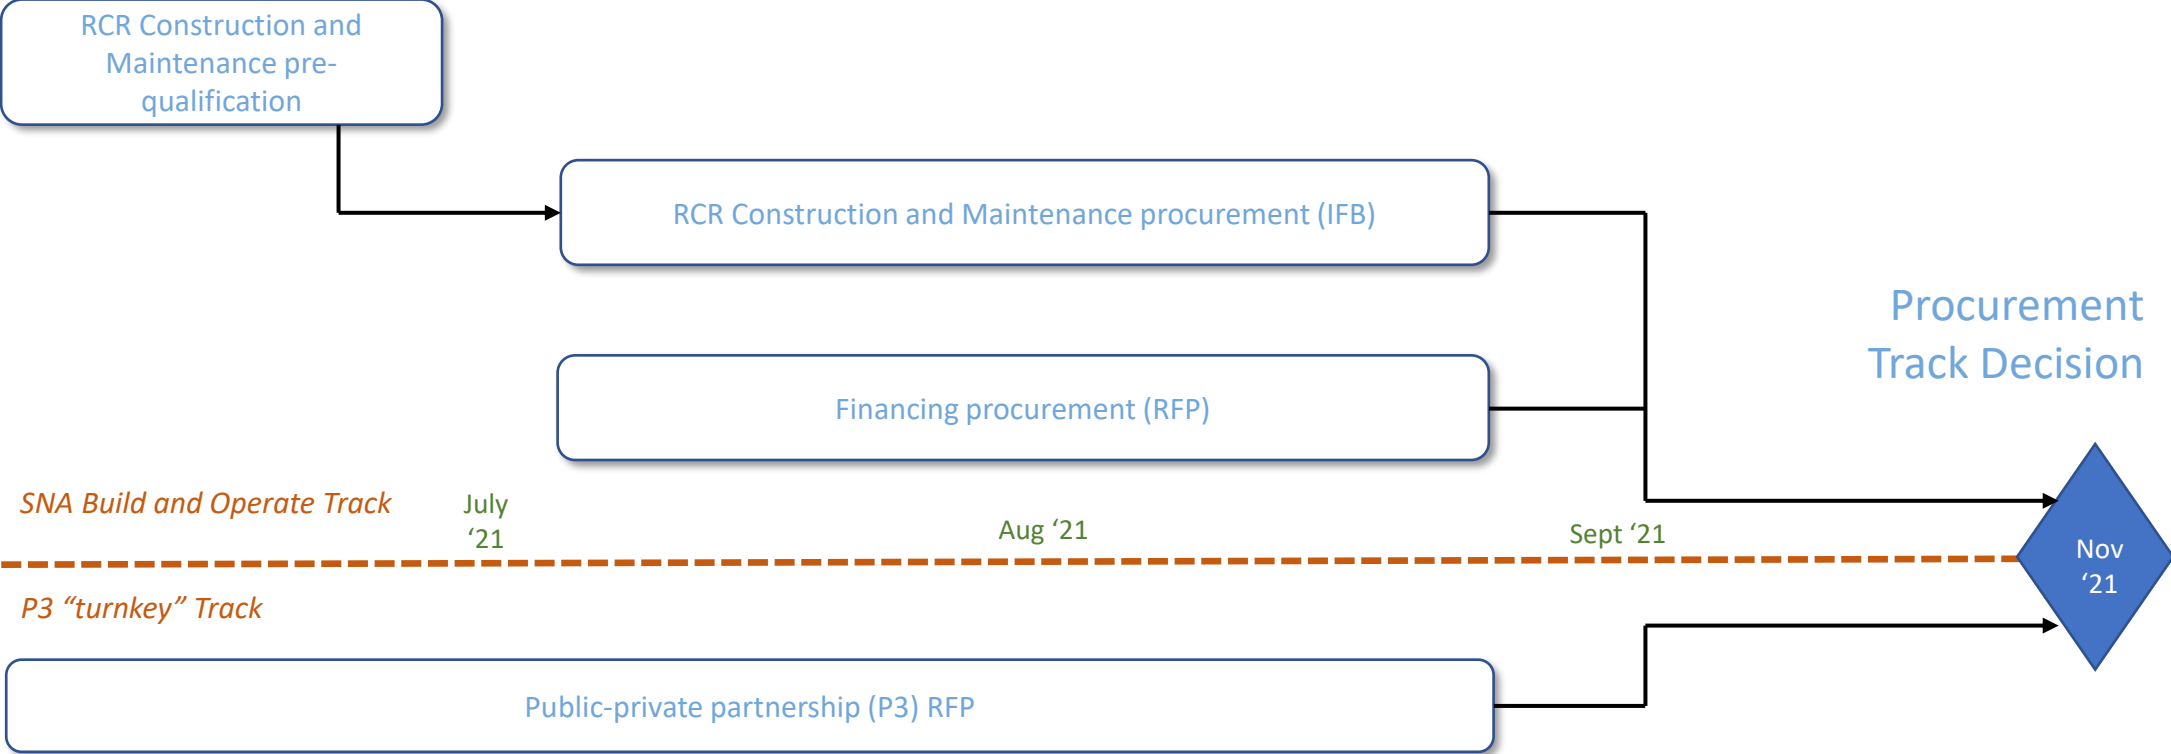 RCR Construction and
Maintenance pre-
qualification
RCR Construction and Maintenance procurement (IFB)
Procurement
Track Decision
Financing procurement (RFP)
SNA Build and Operate Track
July
‘21
Aug ‘21
Sept ‘21
Nov
‘21
P3 “turnkey” Track
Public-private partnership (P3) RFP